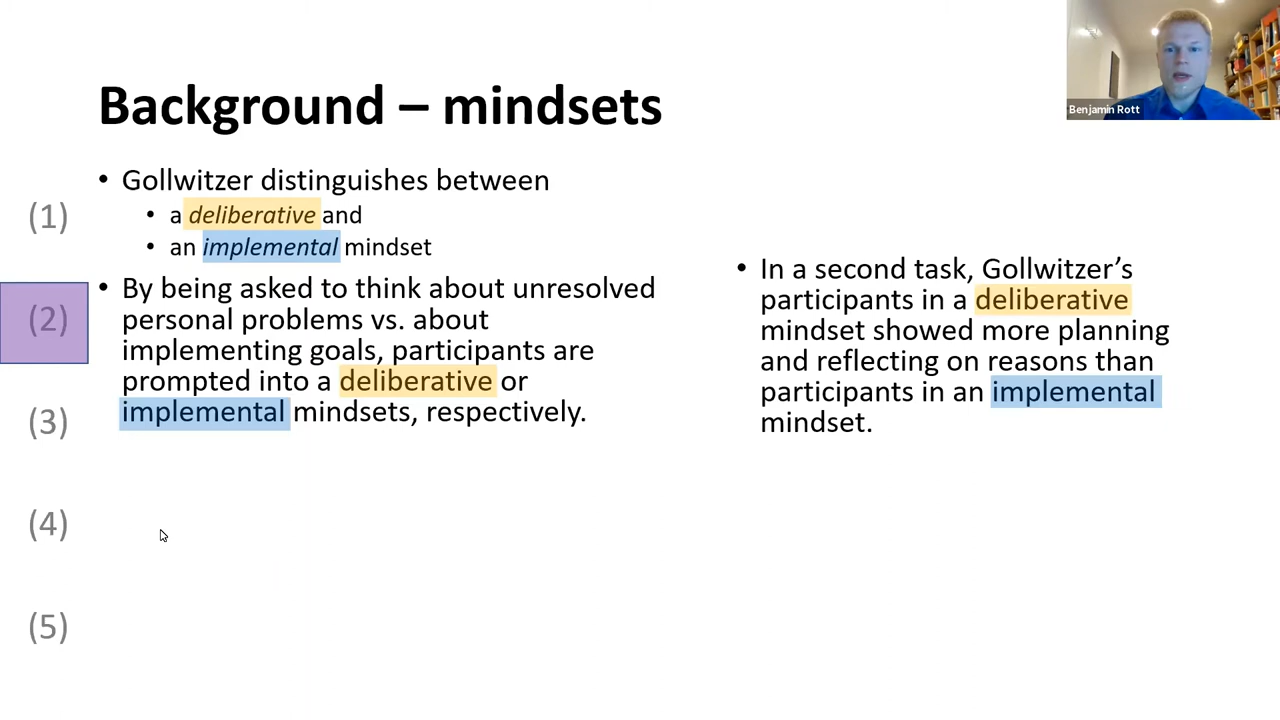 Background – mindsets
Benjamin Rott
• Gollwitzer distinguishes between
• a deliberative and
• an implemental mindset
• By being asked to think about unresolved
personal problems vs. about
implementing goals, participants are
prompted into a deliberative or
implemental mindsets, respectively.
• In a second task, Gollwitzer’s
participants in a deliberative
mindset showed more planning
and reflecting on reasons than
participants in an implemental
mindset.
(1)
(2)
(3)
(4)
(5)